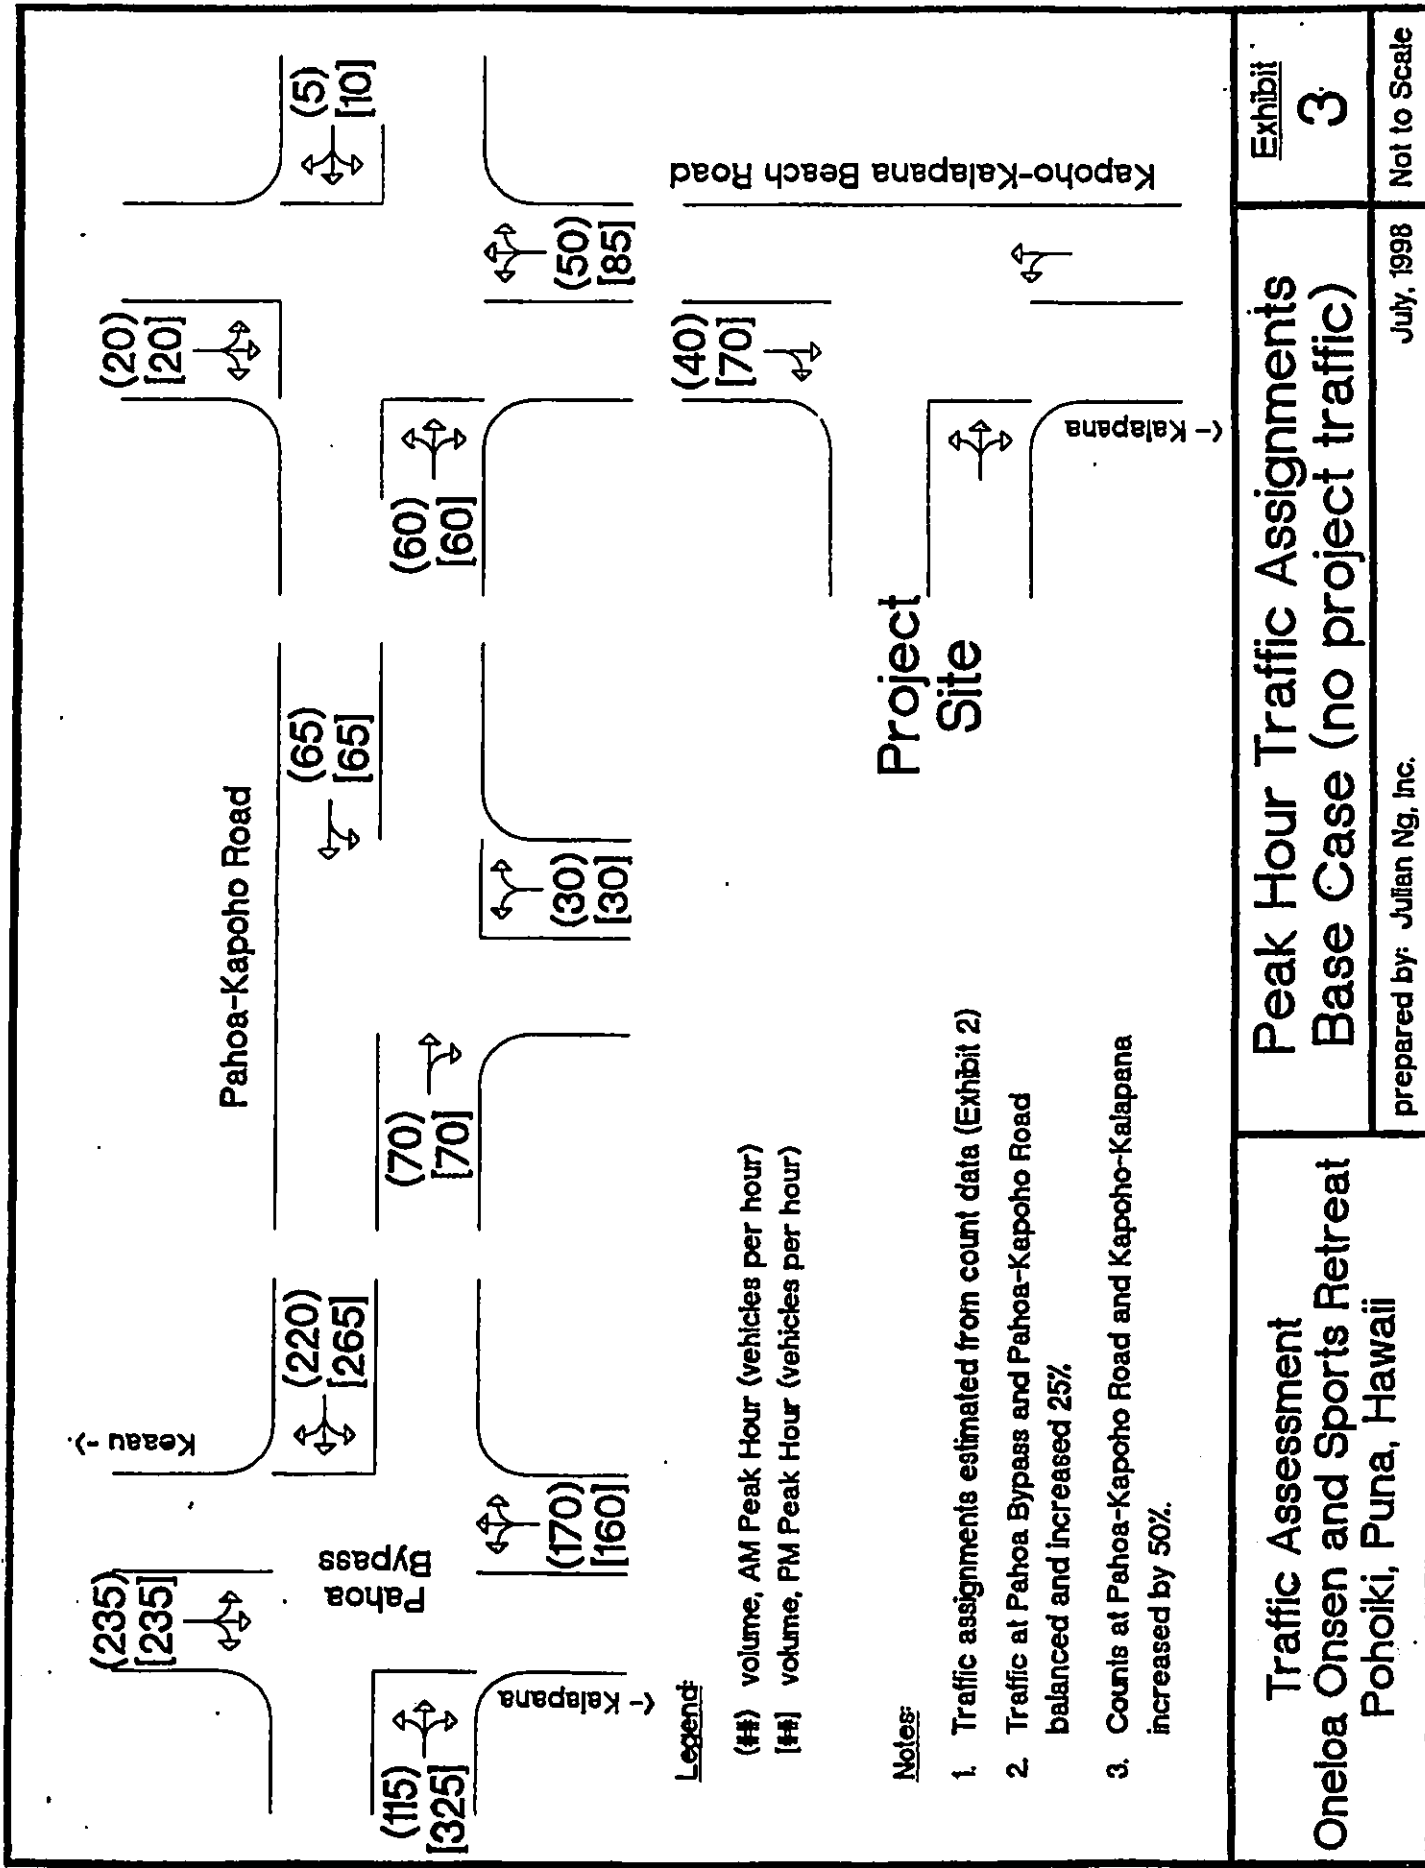 Pahoa-Kapoho Road
Keaau ->
(235)
[235]
(220)
[265]
Pahoa
Bypass
(115)
[325]
(170)
[160]
<- Kalapana
(70)
[70]
(65)
[65]
(30)
[30]
(20)
[20]
(5)
[10]
(60)
[60]
(50)
[85]
(40)
[70]
Kapoho-Kalapana Beach Road
Project
Site
<- Kalapana
Legend:
(##) volume, AM Peak Hour (vehicles per hour)
[##] volume, PM Peak Hour (vehicles per hour)
Notes:
1. Traffic assignments estimated from count data (Exhibit 2)
2. Traffic at Pahoa Bypass and Pahoa-Kapoho Road
balanced and increased 25%
3. Counts at Pahoa-Kapoho Road and Kapoho-Kalapana
increased by 50%.
Traffic Assessment
Oneloa Onsen and Sports Retreat
Pohoiki, Puna, Hawaii
Peak Hour Traffic Assignments
Base Case (no project traffic)
prepared by: Julian Ng, Inc.
July, 1998
Exhibit
3
Not to Scale